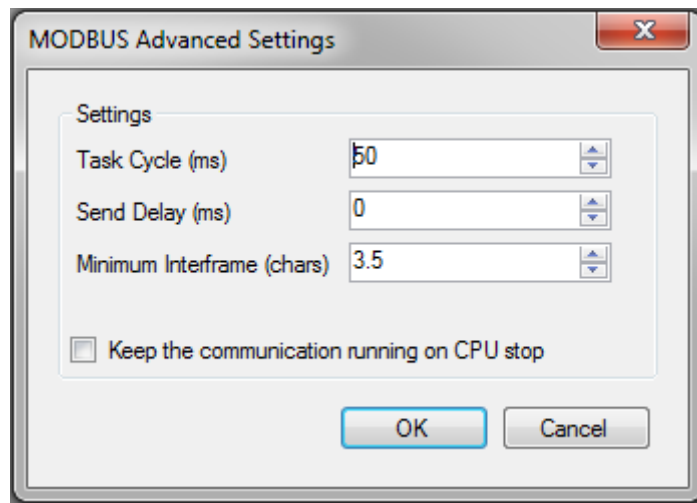 MODBUS Advanced Settings
Settings
Task Cycle (ms) 50
Send Delay (ms) 0
Minimum Interframe (chars) 3.5
Keep the communication running on CPU stop
OK Cancel